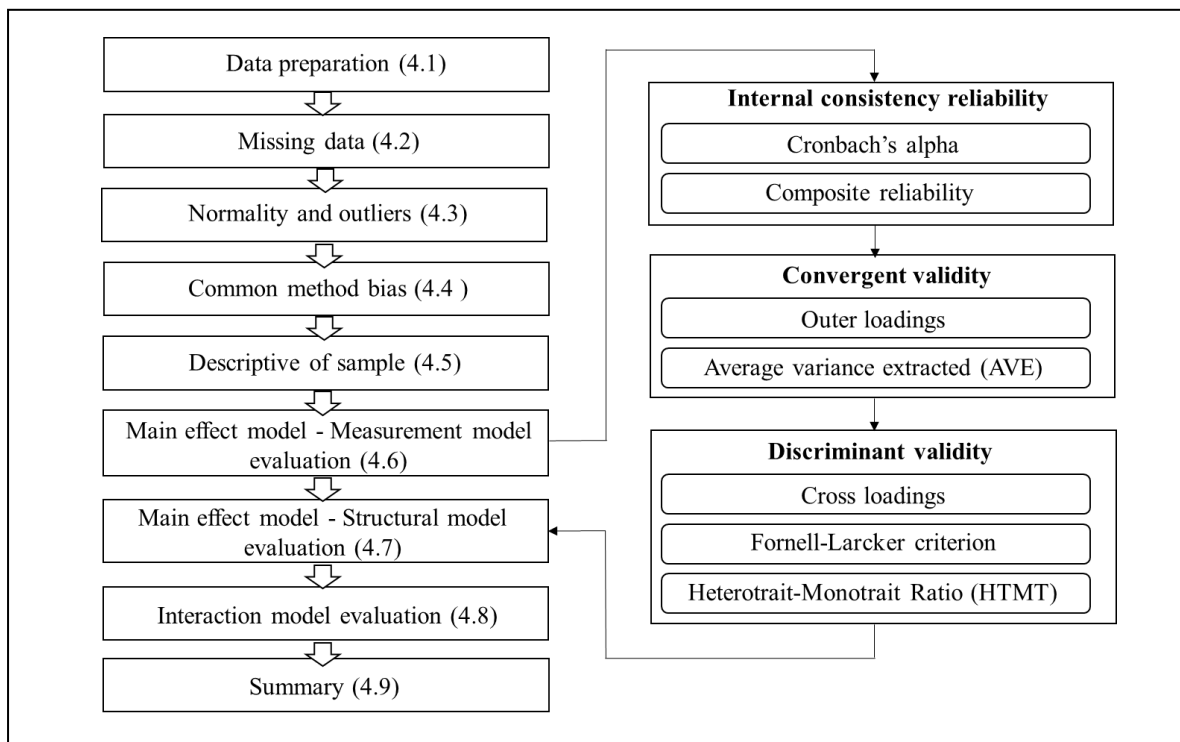 Data preparation (4.1)
Missing data (4.2)
Normality and outliers (4.3)
Common method bias (4.4 )
Descriptive of sample (4.5)
Main effect model - Measurement model
evaluation (4.6)
Main effect model - Structural model
evaluation (4.7)
Interaction model evaluation (4.8)
Summary (4.9)
Internal consistency reliability
Cronbach’s alpha
Composite reliability
Convergent validity
Outer loadings
Average variance extracted (AVE)
Discriminant validity
Cross loadings
Fornell-Larcker criterion
Heterotrait-Monotrait Ratio (HTMT)